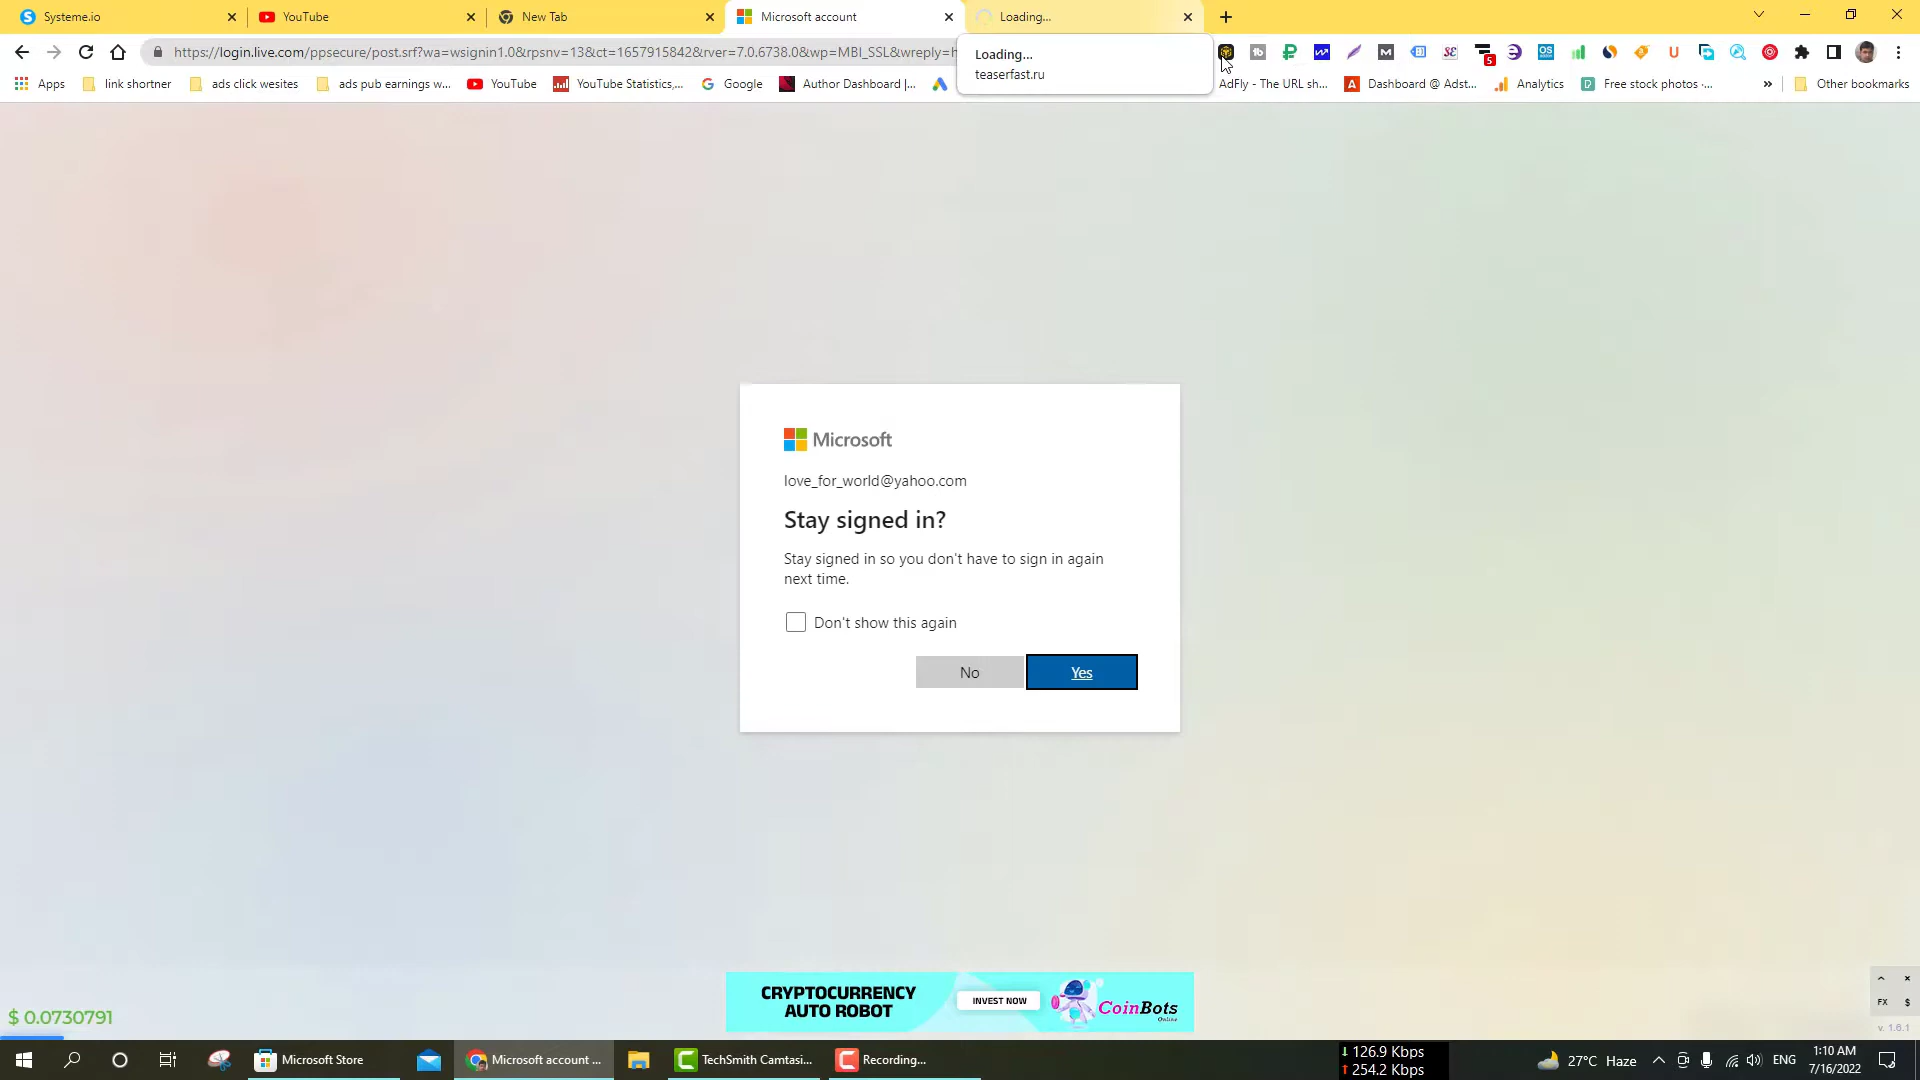 Systeme.io
YouTube
New Tab
Microsoft account
Loading...
https://login.live.com/ppsecure/post.srf?wa=wsignin1.0&rpsnv=13&ct=1657915842&rver=7.0.6738.0&wp=MBI_SSL&wreply=h
Loading...
teaserfast.ru
5
Apps
link shortner
ads click wesites
ads pub earnings w...
YouTube
YouTube Statistics,...
Google
Author Dashboard |...
AdFly - The URL sh...
Dashboard @ Adst...
Analytics
Free stock photos ·...
»
Other bookmarks
Microsoft
love_for_world@yahoo.com
Stay signed in?
Stay signed in so you don't have to sign in again
next time.
Don't show this again
No
Yes
CRYPTOCURRENCY
AUTO ROBOT
INVEST NOW
CoinBots
Online
$ 0.0730791
FX
$
v. 1.6.1
Microsoft Store
Microsoft account ...
TechSmith Camtasi...
Recording...
↓ 126.9 Kbps
↑ 254.2 Kbps
27°C Haze
ENG
1:10 AM
7/16/2022